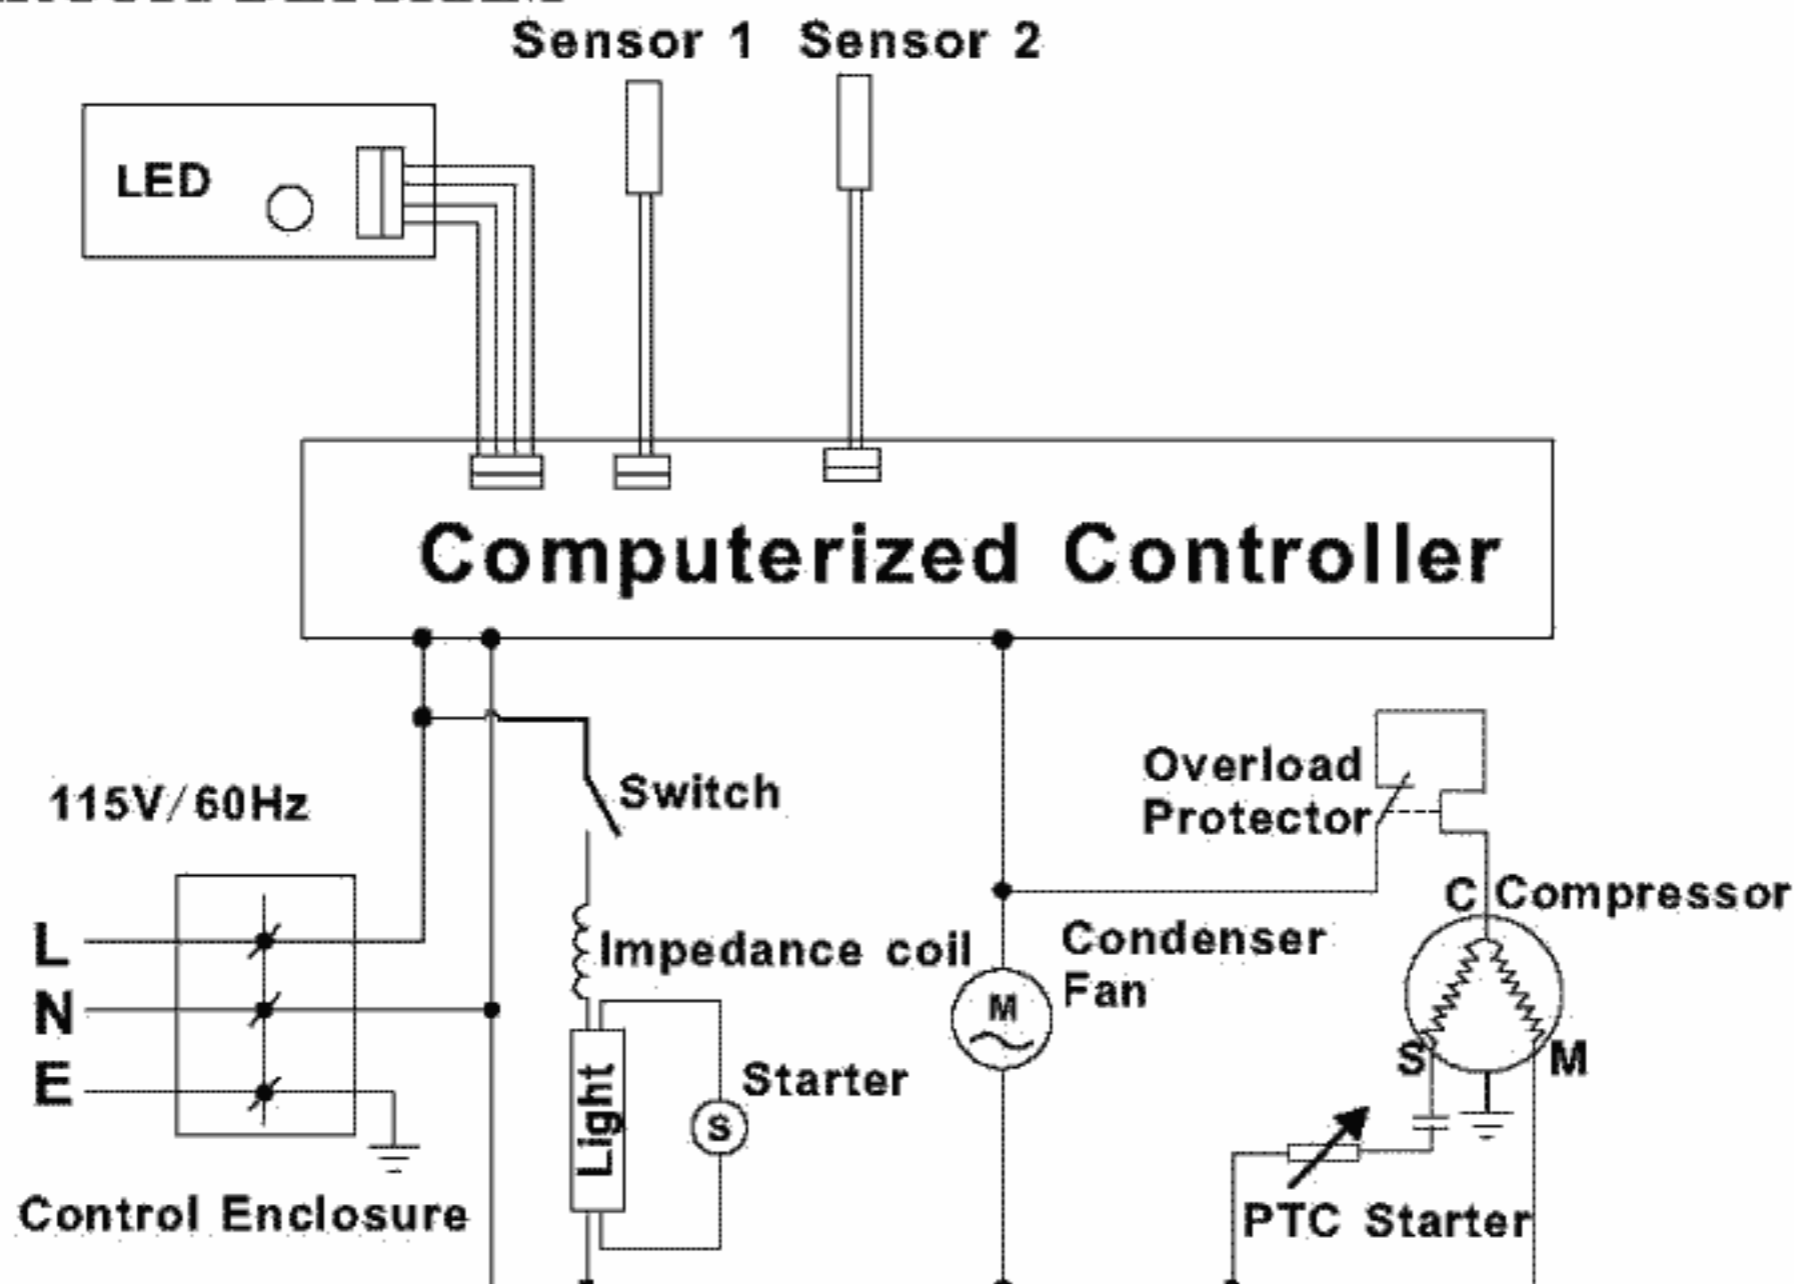 Sensor 1 Sensor 2
LED
Computerized Controller
115V/60Hz
Switch
Overload
Protector
C Compressor
L
Impedance coil
Condenser
Fan
M
N
S
M
E
Light
Starter
S
Control Enclosure
PTC Starter